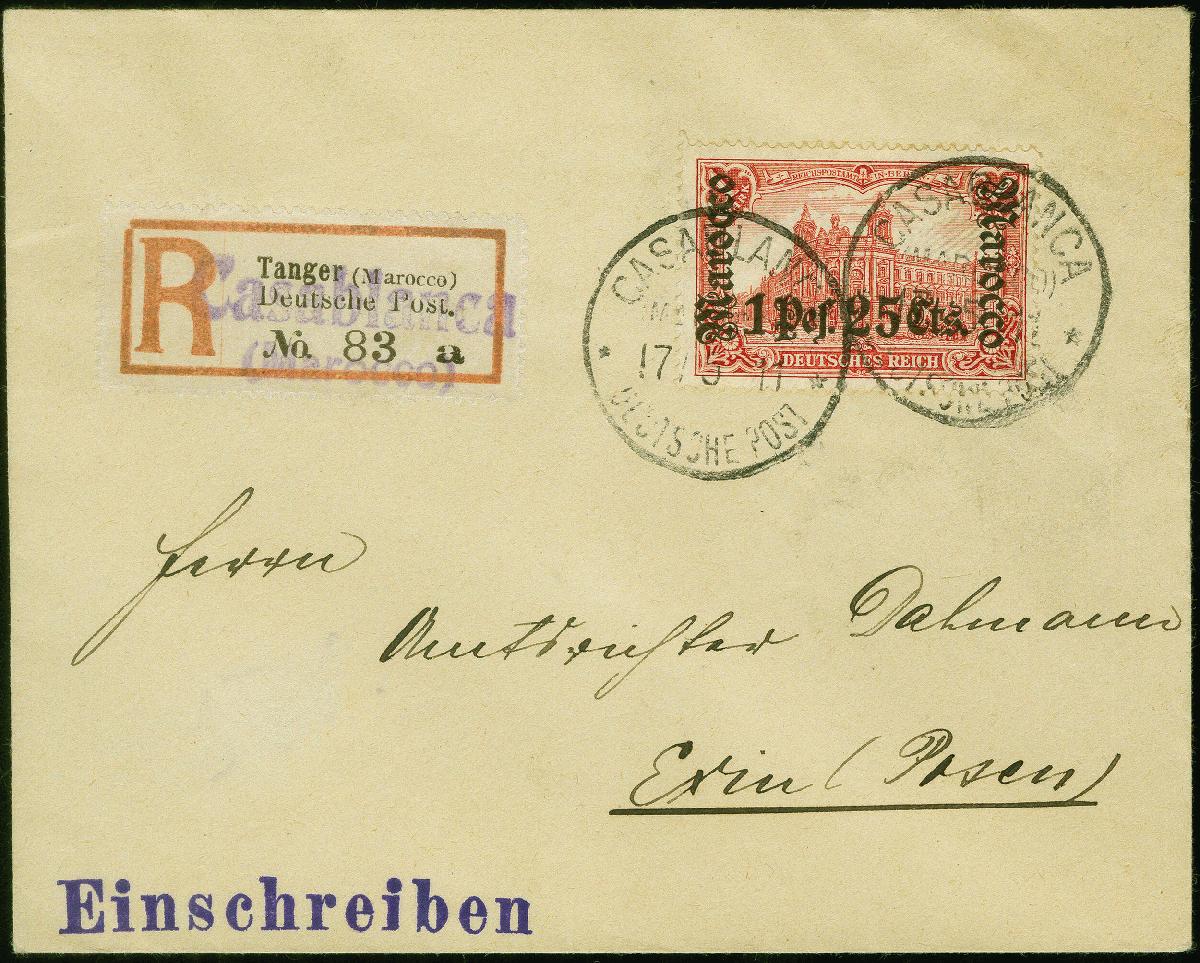 R
Tanger (Marocco)
Deutsche Post.
No. 83 a
Casablanca
(Marocco)
Marocco
Marocco
1 Pes. 25 Cts.
DEUTSCHES REICH
CASABLANCA
DEUTSCHE POST
CASABLANCA
Herrn
Amtsrichter Dahmann
Exin (Posen)
Einschreiben